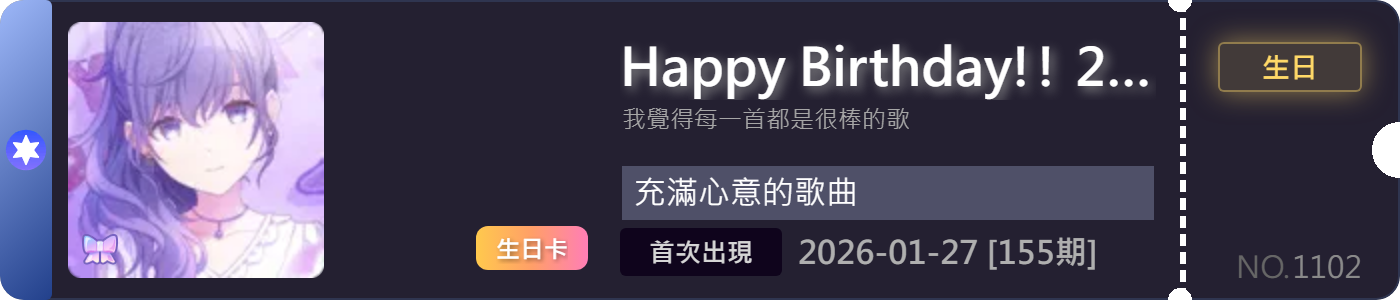 Happy Birthday!! 2...
我覺得每一首都是很棒的歌
充滿心意的歌曲
生日卡
首次出現 2026-01-27 [155期]
生日
NO.1102